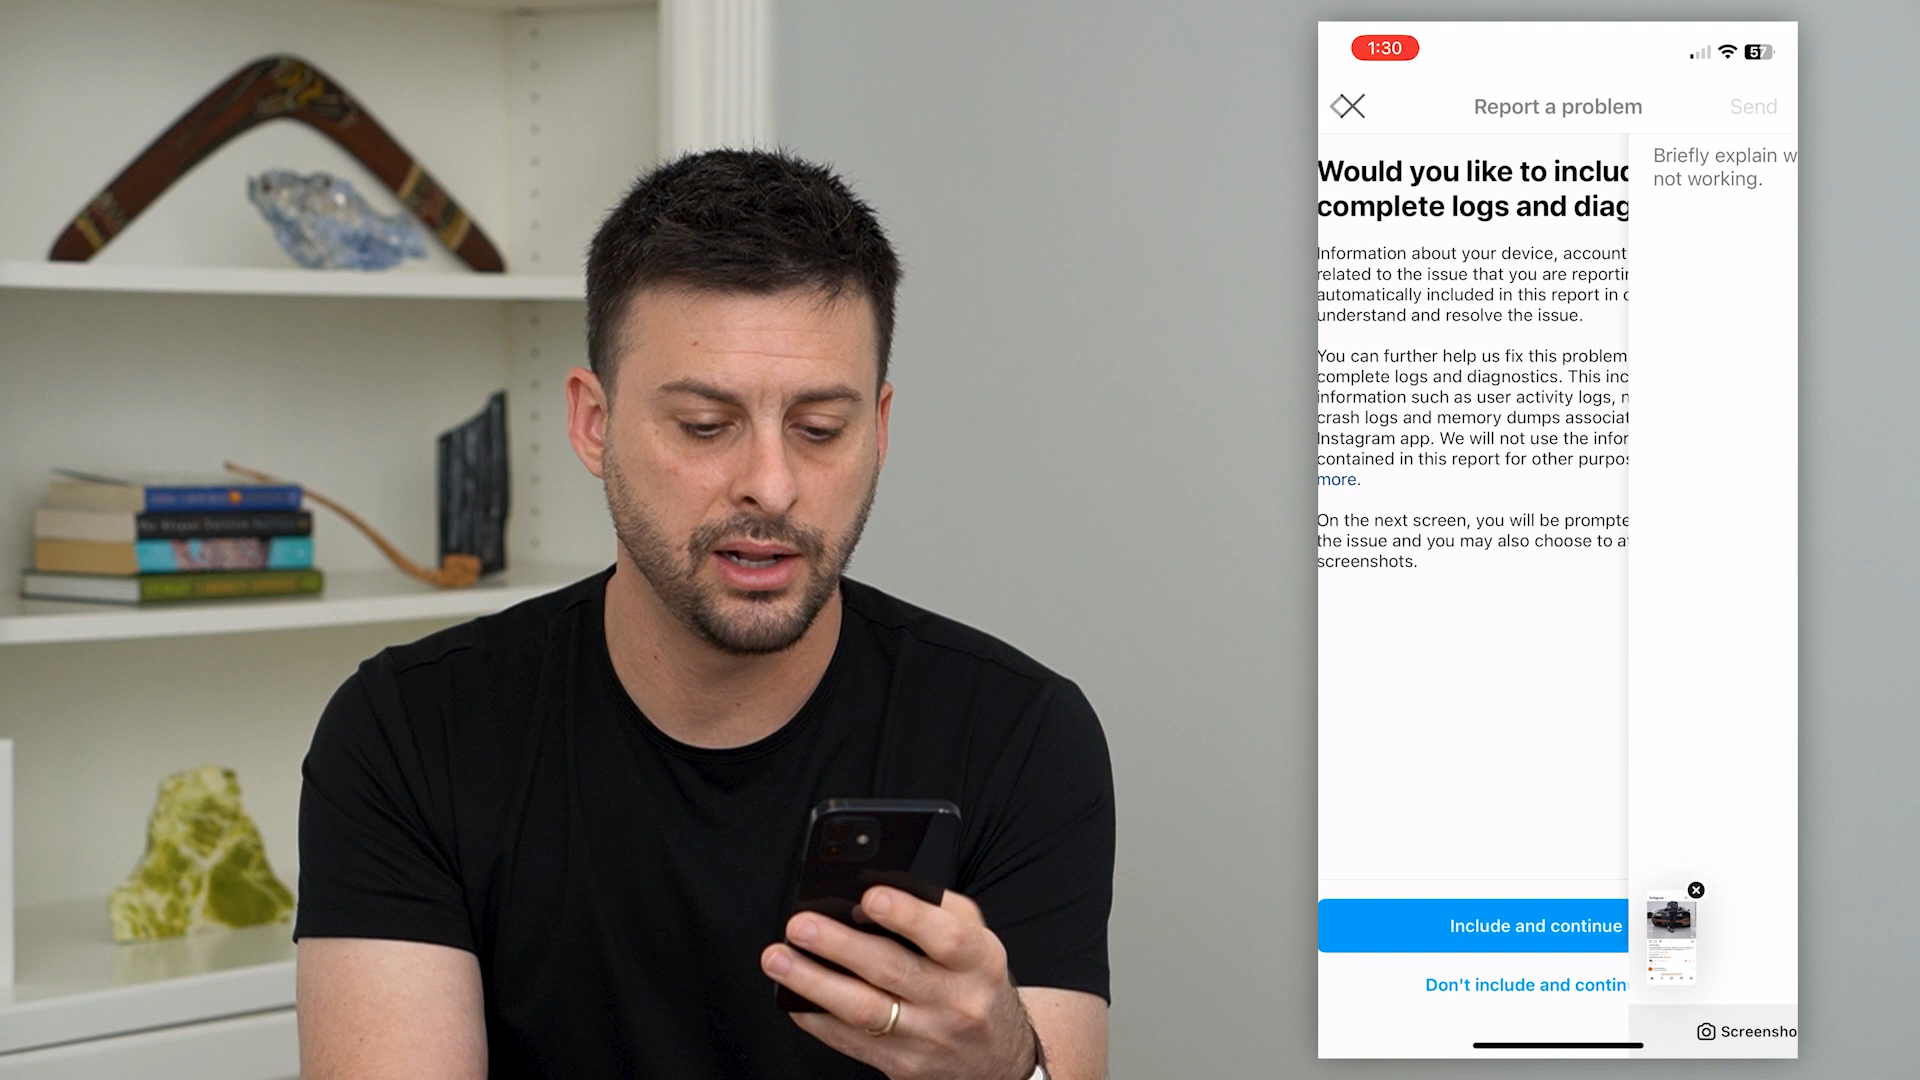 1:30
57
Report a problem
Send
Would you like to includ
complete logs and diag
Information about your device, account
related to the issue that you are reportin
automatically included in this report in o
understand and resolve the issue.
You can further help us fix this problem
complete logs and diagnostics. This inc
information such as user activity logs, n
crash logs and memory dumps associat
Instagram app. We will not use the infor
contained in this report for other purpos
more.
On the next screen, you will be prompte
the issue and you may also choose to at
screenshots.
Include and continue
Don't include and contin
Briefly explain w
not working.
Screensho